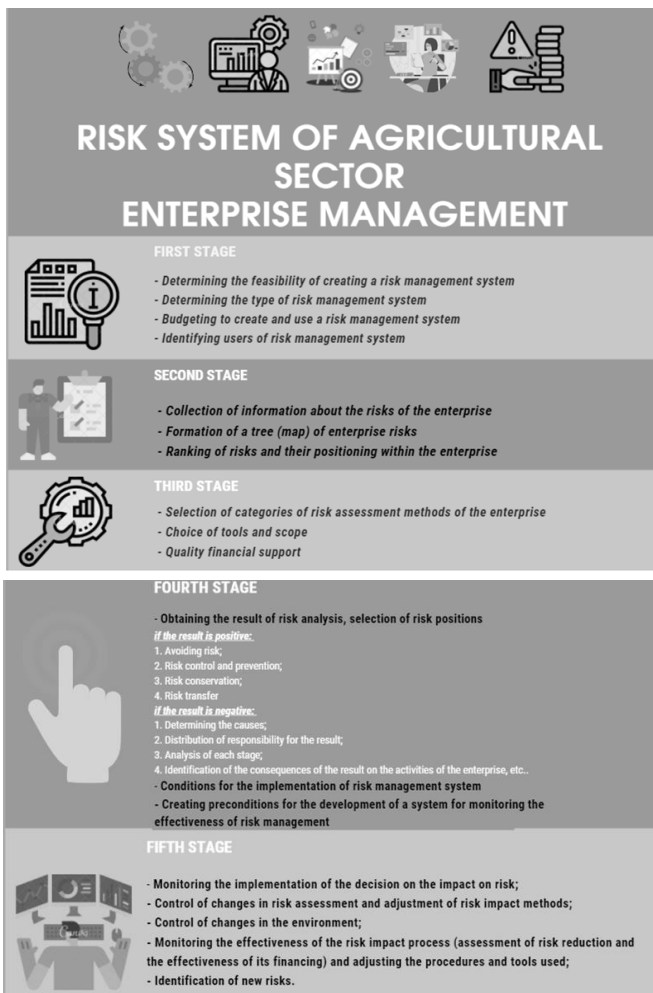 RISK SYSTEM OF AGRICULTURAL
SECTOR
ENTERPRISE MANAGEMENT
FIRST STAGE
- Determining the feasibility of creating a risk management system
- Determining the type of risk management system
- Budgeting to create and use a risk management system
- Identifying users of risk management system
SECOND STAGE
- Collection of information about the risks of the enterprise
- Formation of a tree (map) of enterprise risks
- Ranking of risks and their positioning within the enterprise
THIRD STAGE
- Selection of categories of risk assessment methods of the enterprise
- Choice of tools and scope
- Quality financial support
FOURTH STAGE
- Obtaining the result of risk analysis, selection of risk positions
if the result is positive:
1. Avoiding risk;
2. Risk control and prevention;
3. Risk conservation;
4. Risk transfer
if the result is negative:
1. Determining the causes;
2. Distribution of responsibility for the result;
3. Analysis of each stage;
4. Identification of the consequences of the result on the activities of the enterprise, etc..
- Conditions for the implementation of risk management system
- Creating preconditions for the development of a system for monitoring the
effectiveness of risk management
FIFTH STAGE
- Monitoring the implementation of the decision on the impact on risk;
- Control of changes in risk assessment and adjustment of risk impact methods;
- Control of changes in the environment;
- Monitoring the effectiveness of the risk impact process (assessment of risk reduction and
the effectiveness of its financing) and adjusting the procedures and tools used;
- Identification of new risks.